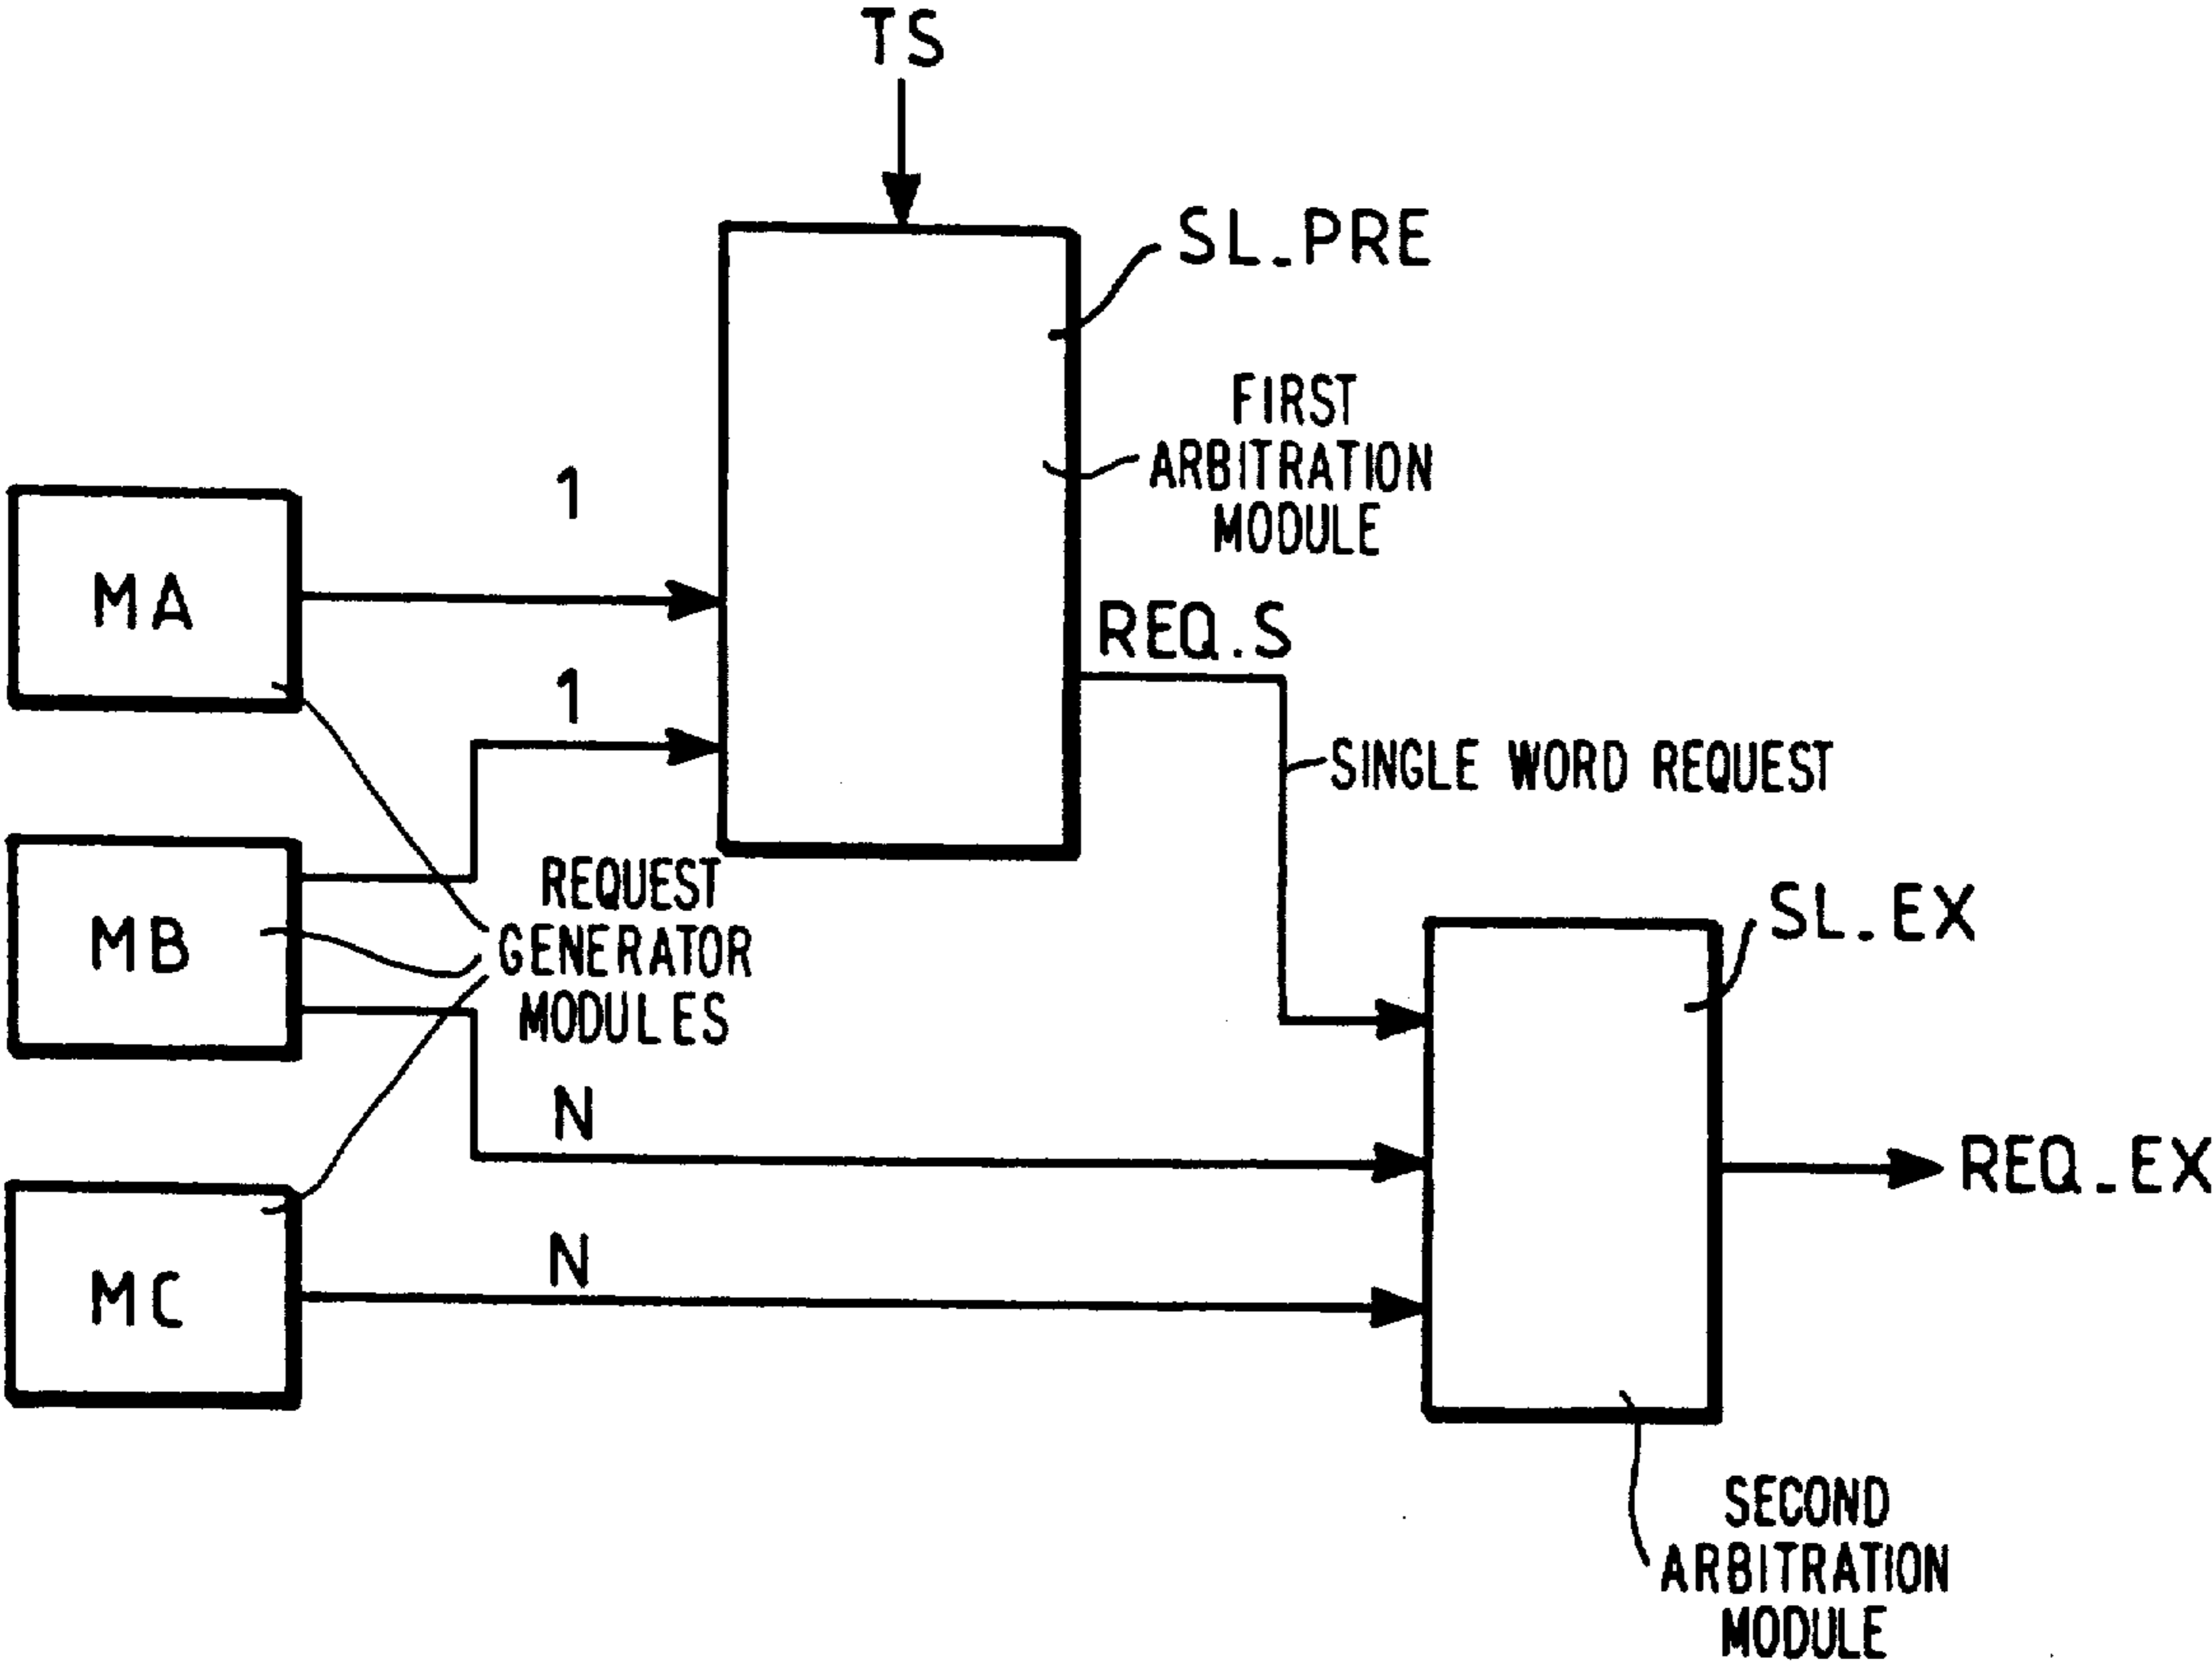 TS
SL_PRE
FIRST
ARBITRATION
MODULE
1
MA
REQ.S
1
SINGLE WORD REQUEST
REQUEST
GENERATOR
MODULES
MB
SL.EX
N
REQ_EX
N
MC
SECOND
ARBITRATION
MODULE